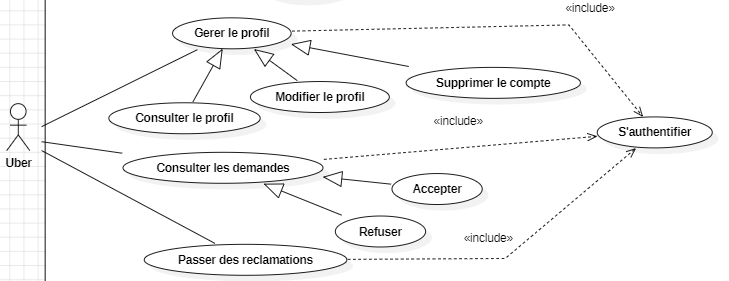 «include»
Gerer le profil
Supprimer le compte
Modifier le profil
Consulter le profil
«include»
S'authentifier
Uber
Consulter les demandes
Accepter
Refuser
«include»
Passer des reclamations